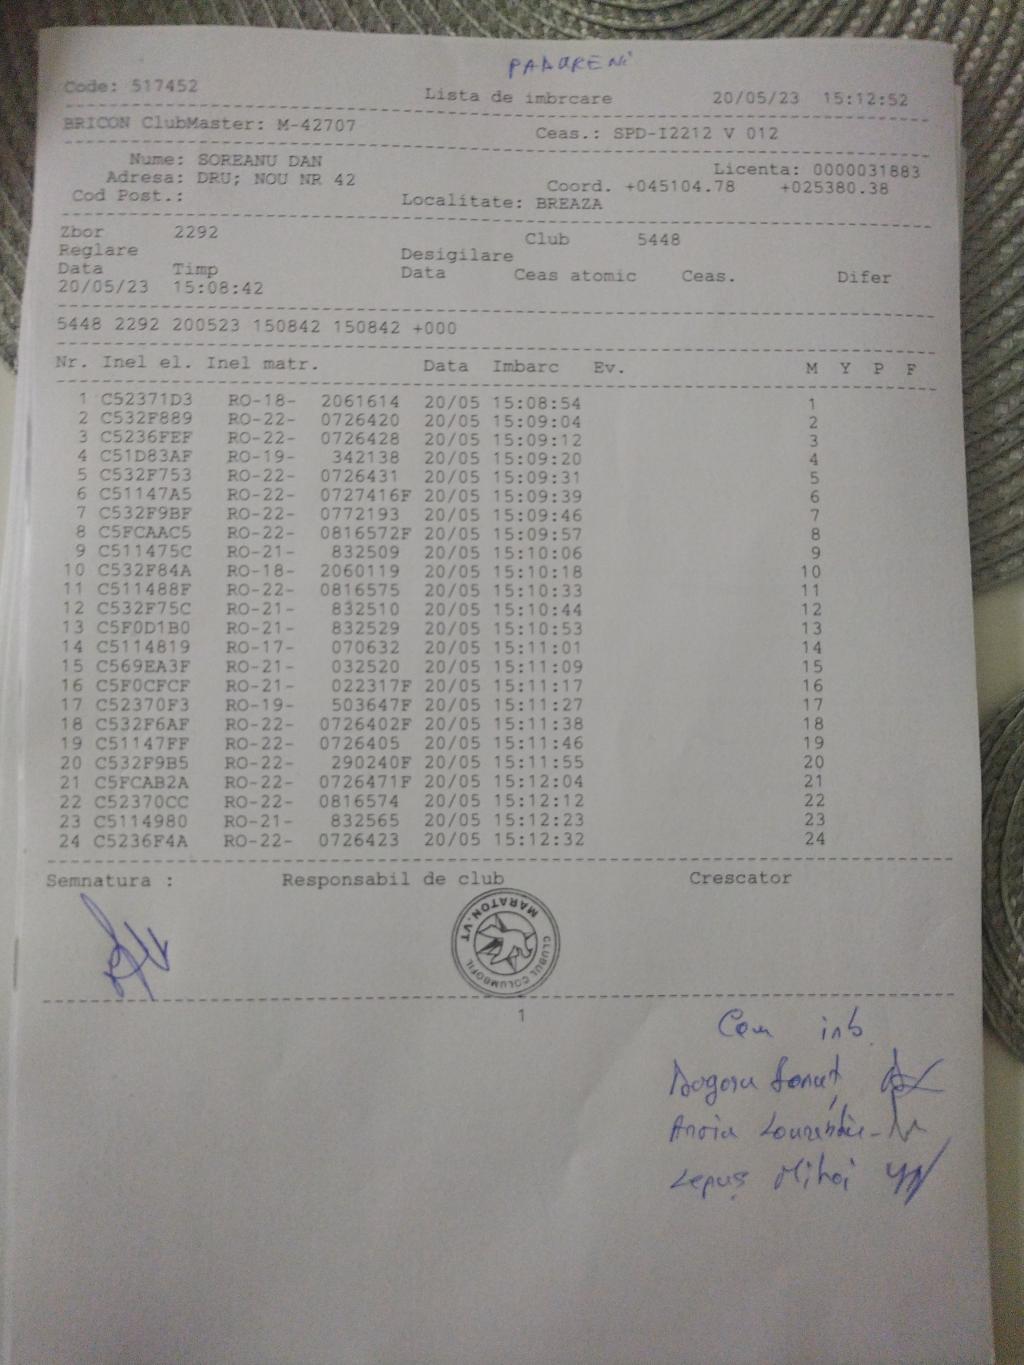 PADURENI
Code: 517452 Lista de imbrcare 20/05/23 15:12:52
BRICON ClubMaster: M-42707 Ceas.: SPD-I2212 V 012
Nume: SOREANU DAN Licenta: 0000031883
Adresa: DRU; NOU NR 42 Coord. +045104.78 +025380.38
Cod Post.: Localitate: BREAZA
Zbor 2292 Club 5448
Reglare Desigilare
Data Timp Data Ceas atomic Ceas. Difer
20/05/23 15:08:42
5448 2292 200523 150842 150842 +000
Nr. Inel el. Inel matr. Data Imbarc Ev. M Y P F
1 C52371D3 RO-18- 2061614 20/05 15:08:54 1
2 C532F889 RO-22- 0726420 20/05 15:09:04 2
3 C5236FEF RO-22- 0726428 20/05 15:09:12 3
4 C51D83AF RO-19- 342138 20/05 15:09:20 4
5 C532F753 RO-22- 0726431 20/05 15:09:31 5
6 C51147A5 RO-22- 0727416F 20/05 15:09:39 6
7 C532F9BF RO-22- 0772193 20/05 15:09:46 7
8 C5FCAAC5 RO-22- 0816572F 20/05 15:09:57 8
9 C511475C RO-21- 832509 20/05 15:10:06 9
10 C532F84A RO-18- 2060119 20/05 15:10:18 10
11 C511488F RO-22- 0816575 20/05 15:10:33 11
12 C532F75C RO-21- 832510 20/05 15:10:44 12
13 C5F0D1B0 RO-21- 832529 20/05 15:10:53 13
14 C5114819 RO-17- 070632 20/05 15:11:01 14
15 C569EA3F RO-21- 032520 20/05 15:11:09 15
16 C5F0CFCF RO-21- 022317F 20/05 15:11:17 16
17 C52370F3 RO-19- 503647F 20/05 15:11:27 17
18 C532F6AF RO-22- 0726402F 20/05 15:11:38 18
19 C51147FF RO-22- 0726405 20/05 15:11:46 19
20 C532F9B5 RO-22- 290240F 20/05 15:11:55 20
21 C5FCAB2A RO-22- 0726471F 20/05 15:12:04 21
22 C52370CC RO-22- 0816574 20/05 15:12:12 22
23 C5114980 RO-21- 832565 20/05 15:12:23 23
24 C5236F4A RO-22- 0726423 20/05 15:12:32 24
Semnatura : Responsabil de club Crescator
CLUBUL COLUMBOFIL MARATON.VT
1
Com inb.
Ionuț
Lepuș Mihai